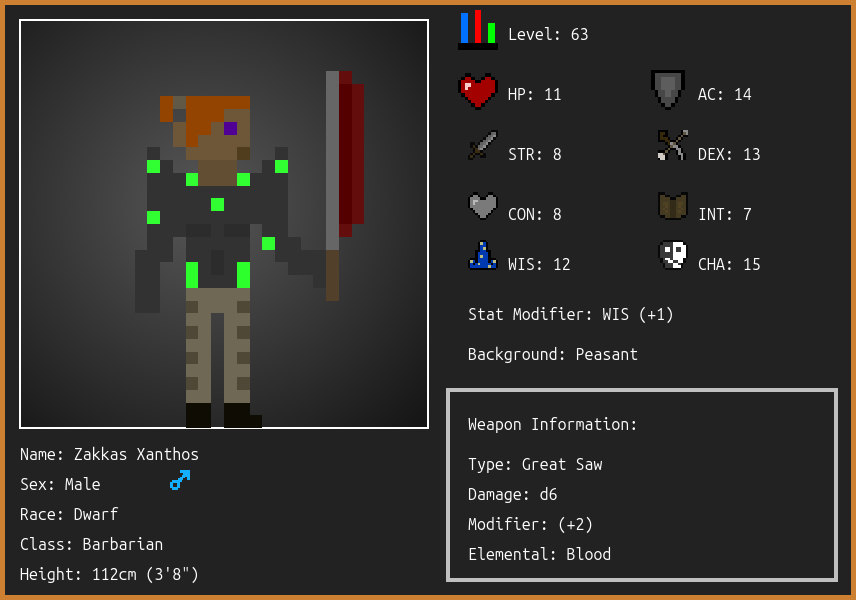 Level: 63
HP: 11
AC: 14
STR: 8
DEX: 13
CON: 8
INT: 7
WIS: 12
CHA: 15
Stat Modifier: WIS (+1)
Background: Peasant
Weapon Information:
Type: Great Saw
Damage: d6
Modifier: (+2)
Elemental: Blood
Name: Zakkas Xanthos
Sex: Male
Race: Dwarf
Class: Barbarian
Height: 112cm (3'8")